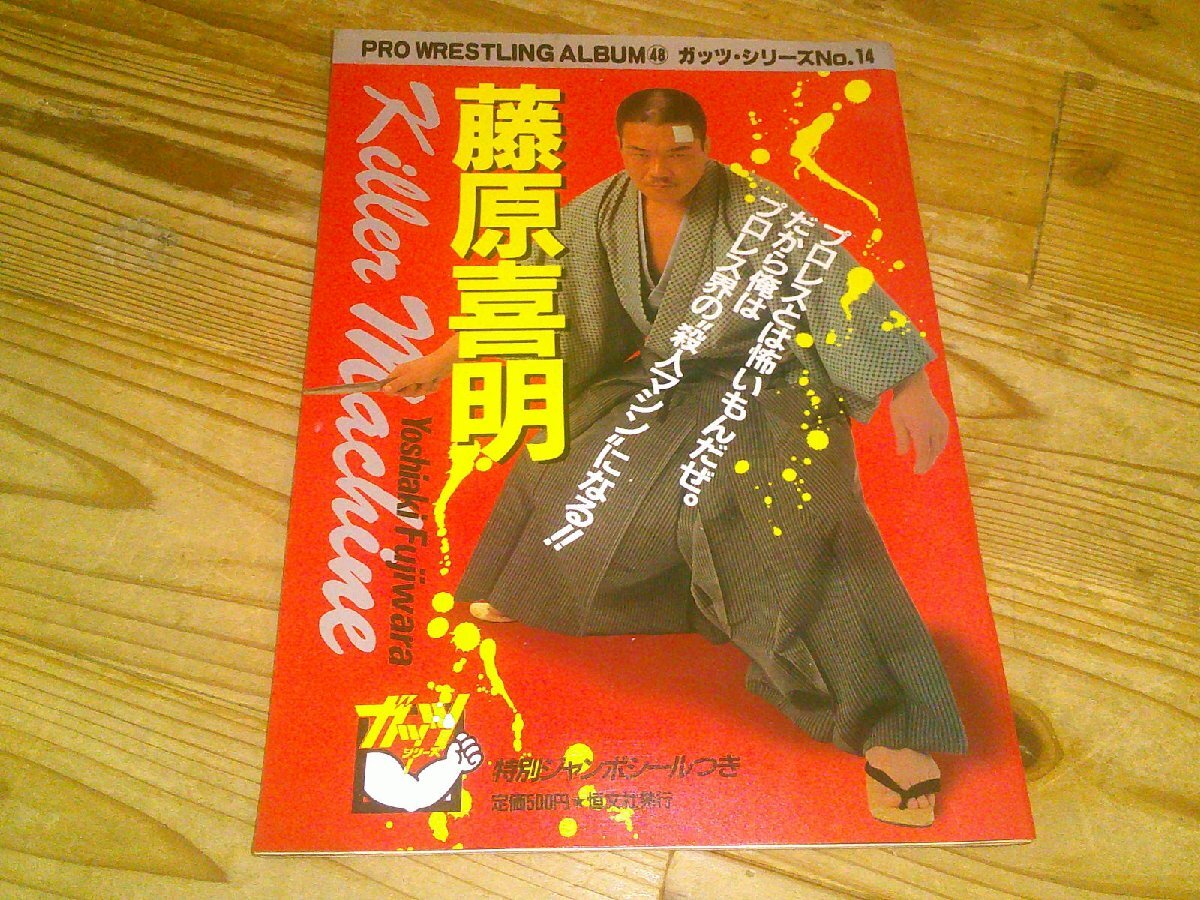 PRO WRESTLING ALBUM㊽ ガッツ・シリーズNo.14
藤原喜明
Killer Machine
Yoshiaki Fujiwara
プロレスとは怖いもんだぜ。
だから俺は
プロレス界の"殺人マシン"になる!!
ガッツ
シリーズ
特別ジャンボシールつき
定価500円★恒文社発行